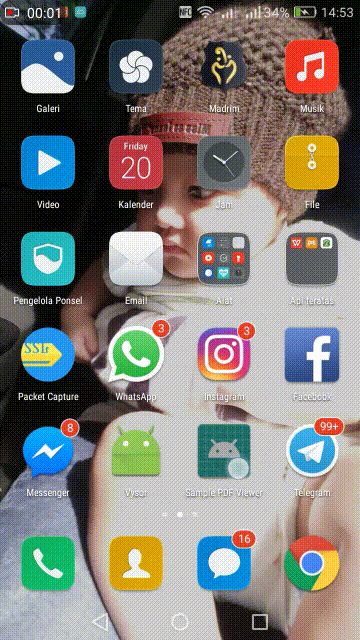 00:01 NFC 34% 14:53
Galeri Tema Madrim Musik
Friday
20
Video Kalender Jam File
Pengelola Ponsel Email Alat Apl teratas
SSL 3 3
Packet Capture WhatsApp Instagram Facebook
8 99+
Messenger Vysor Sample PDF Viewer Telegram
16